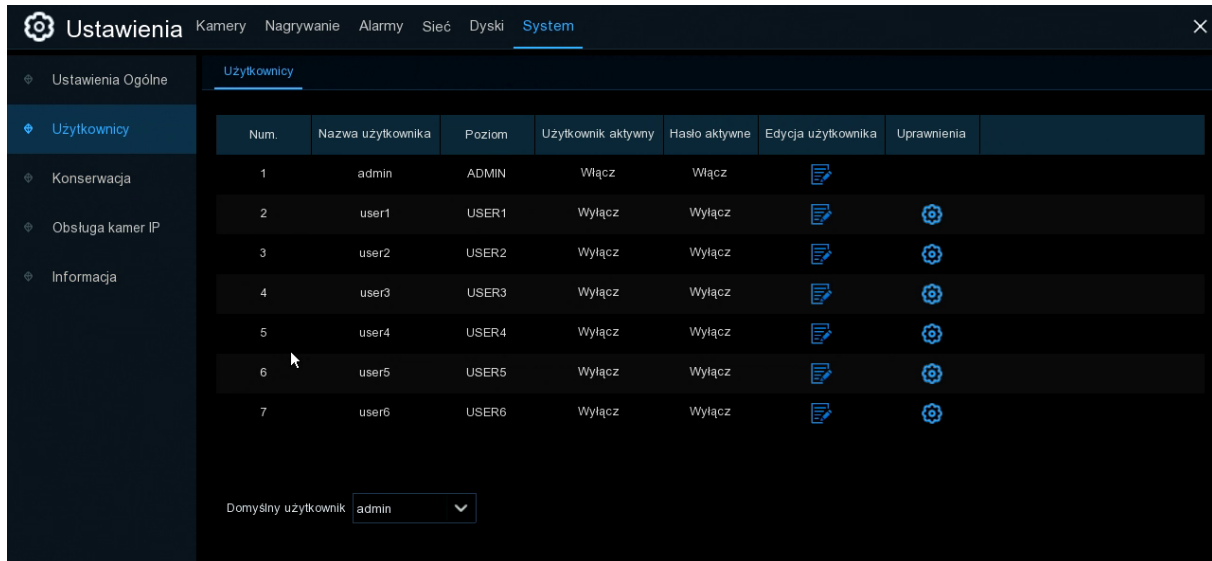 Ustawienia Kamery Nagrywanie Alarmy Sieć Dyski System
Ustawienia Ogólne
Użytkownicy
Konserwacja
Obsługa kamer IP
Informacja
Użytkownicy
Num. Nazwa użytkownika Poziom Użytkownik aktywny Hasło aktywne Edycja użytkownika Uprawnienia
1 admin ADMIN Włącz Włącz
2 user1 USER1 Wyłącz Wyłącz
3 user2 USER2 Wyłącz Wyłącz
4 user3 USER3 Wyłącz Wyłącz
5 user4 USER4 Wyłącz Wyłącz
6 user5 USER5 Wyłącz Wyłącz
7 user6 USER6 Wyłącz Wyłącz
Domyślny użytkownik admin